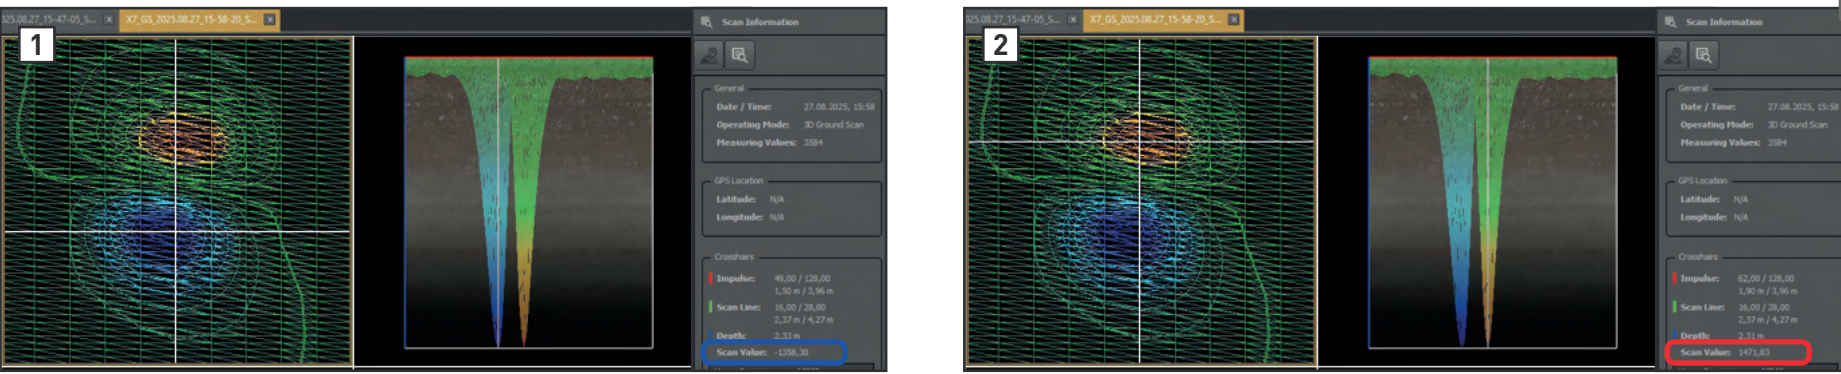 025.08.27_15-47-05_S... X7_GS_2025.08.27_15-58-20_S...
1
Scan Information
General
Date / Time: 27.08.2025, 15:58
Operating Mode: 3D Ground Scan
Measuring Values: 3584
GPS Location
Latitude: N/A
Longitude: N/A
Crosshairs
Impulse: 49,00 / 128,00
1,50 m / 3,96 m
Scan Line: 16,00 / 28,00
2,37 m / 4,27 m
Depth: 2.33 m
Scan Value: -1358,30
025.08.27_15-47-05_S... X7_GS_2025.08.27_15-58-20_S...
2
Scan Information
General
Date / Time: 27.08.2025, 15:58
Operating Mode: 3D Ground Scan
Measuring Values: 3584
GPS Location
Latitude: N/A
Longitude: N/A
Crosshairs
Impulse: 62,00 / 128,00
1,90 m / 3,96 m
Scan Line: 16,00 / 28,00
2,37 m / 4,27 m
Depth: 2.31 m
Scan Value: 1471,83